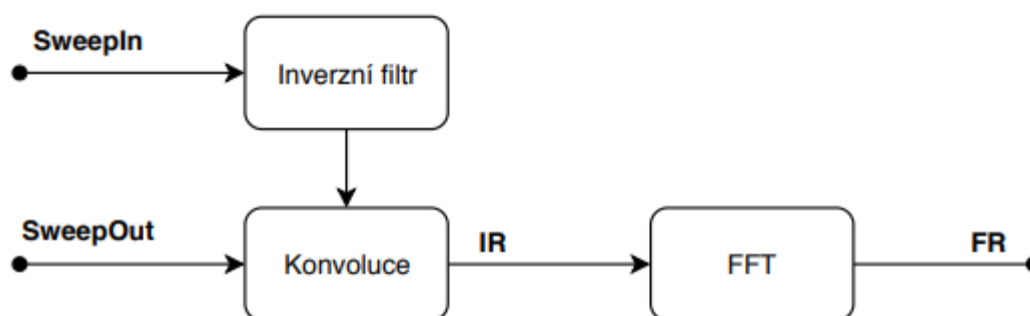 SweepIn
Inverzní filtr
SweepOut
Konvoluce
IR
FFT
FR